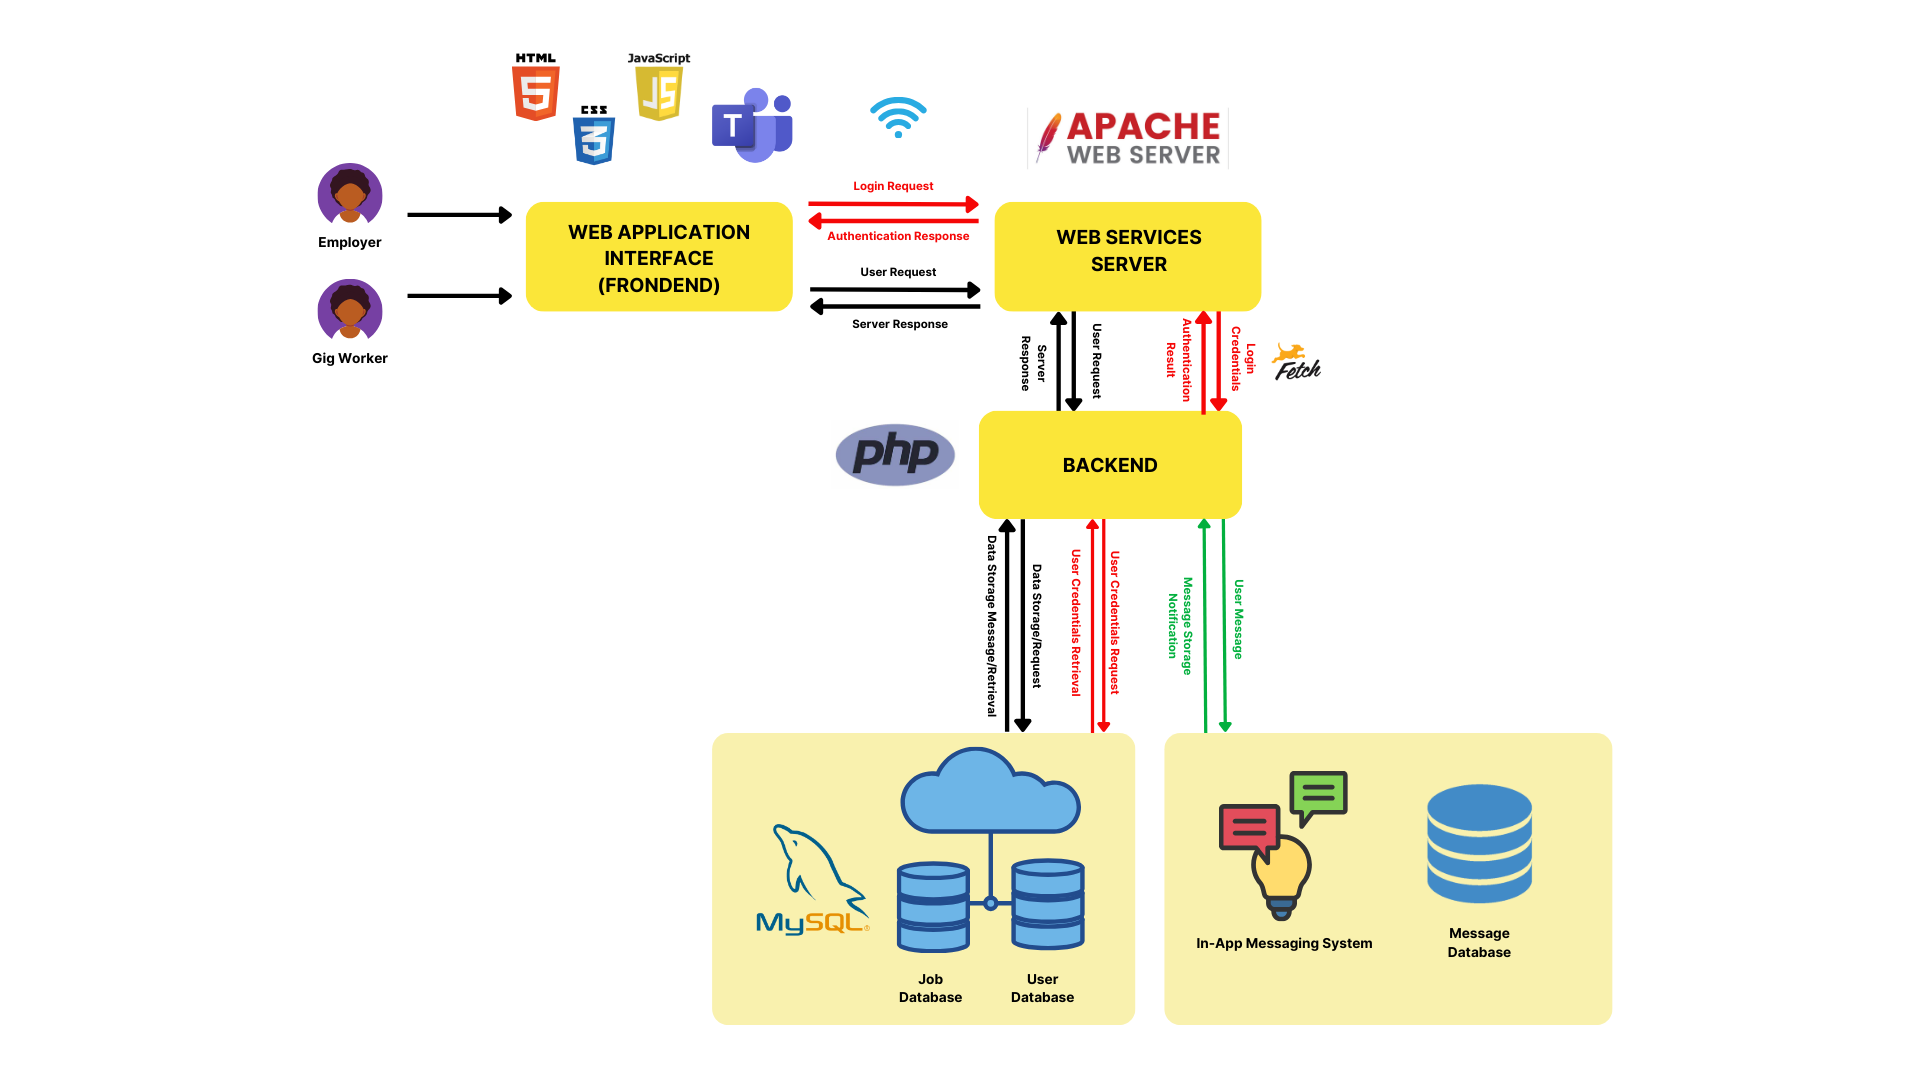 HTML
JavaScript
CSS
T
APACHE
WEB SERVER
Employer
Gig Worker
WEB APPLICATION
INTERFACE
(FRONDEND)
Login Request
Authentication Response
User Request
Server Response
WEB SERVICES
SERVER
Server
Response
User Request
Authentication
Result
Login
Credentials
Fetch
php
BACKEND
Data Storage Message/Retrieval
Data Storage/Request
User Credentials Retrieval
User Credentials Request
Message Storage
Notification
User Message
MySQL®
Job
Database
User
Database
In-App Messaging System
Message
Database